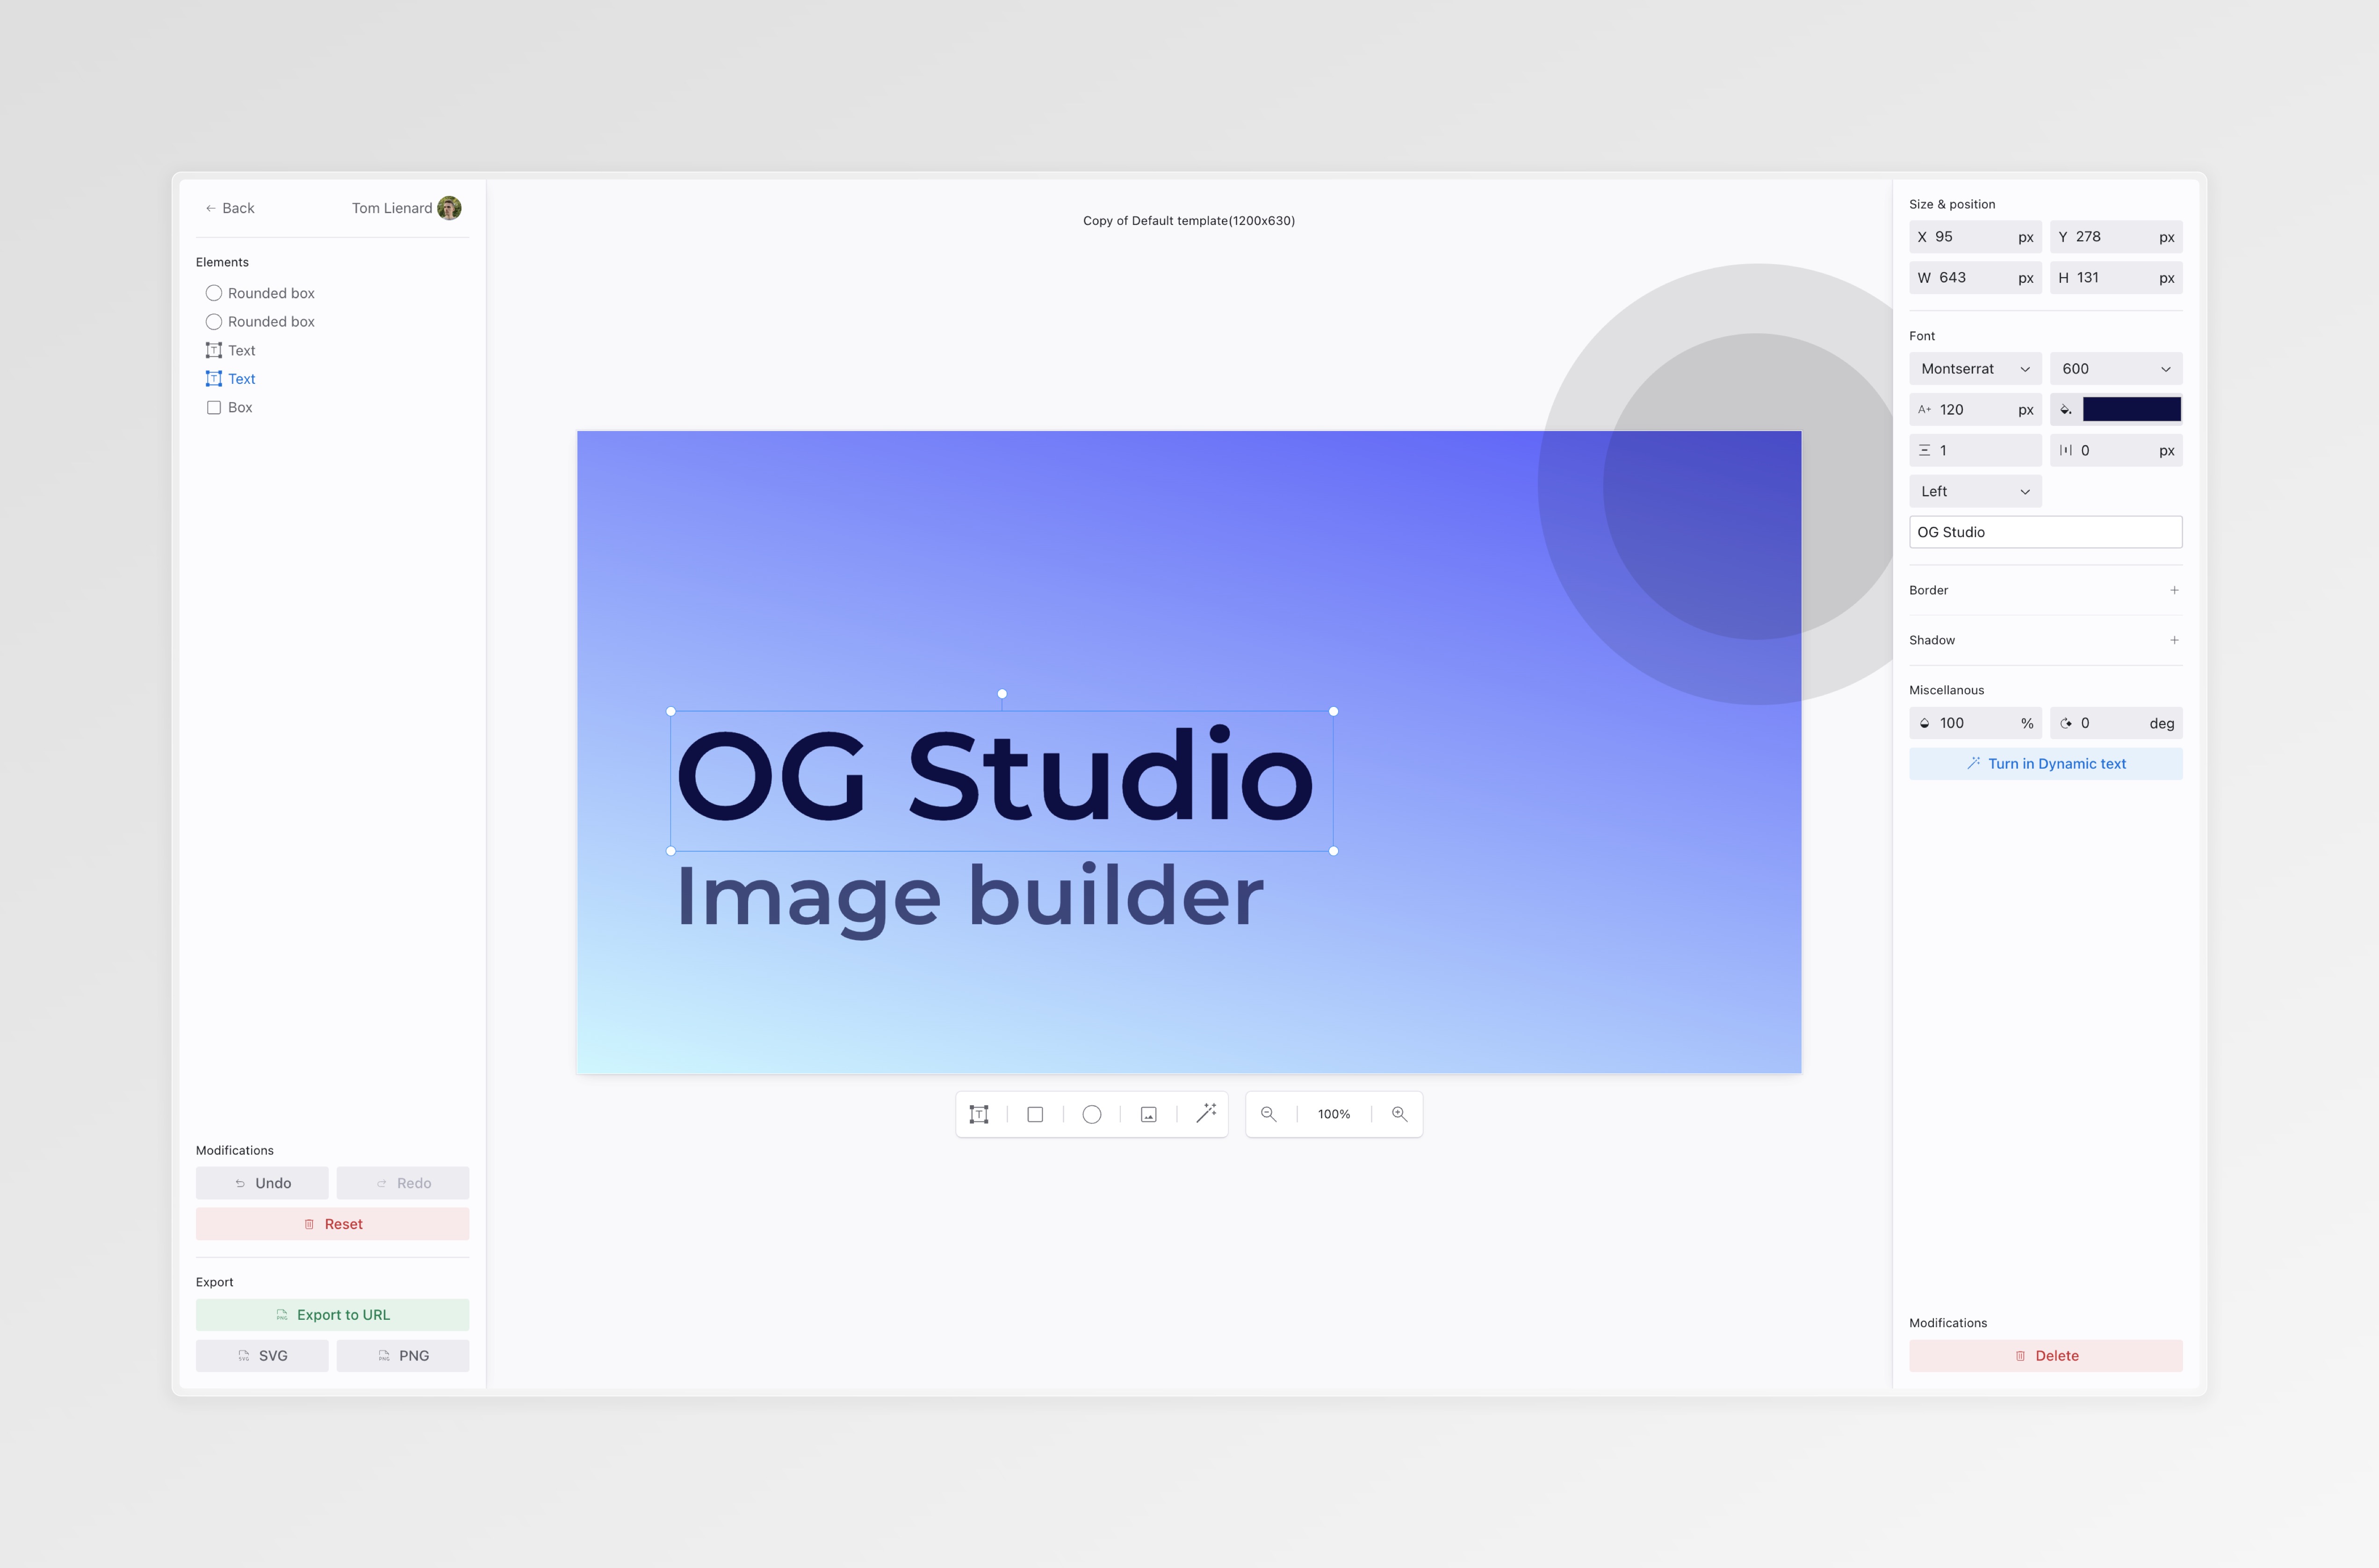 Back
Tom Lienard
Elements
Rounded box
Rounded box
Text
Text
Box
Modifications
Undo
Redo
Reset
Export
Export to URL
SVG
PNG
Copy of Default template(1200x630)
OG Studio
Image builder
100%
Size & position
X 95 px
Y 278 px
W 643 px
H 131 px
Font
Montserrat
600
A+ 120 px
1
0 px
Left
OG Studio
Border
Shadow
Miscellanous
100 %
0 deg
Turn in Dynamic text
Modifications
Delete